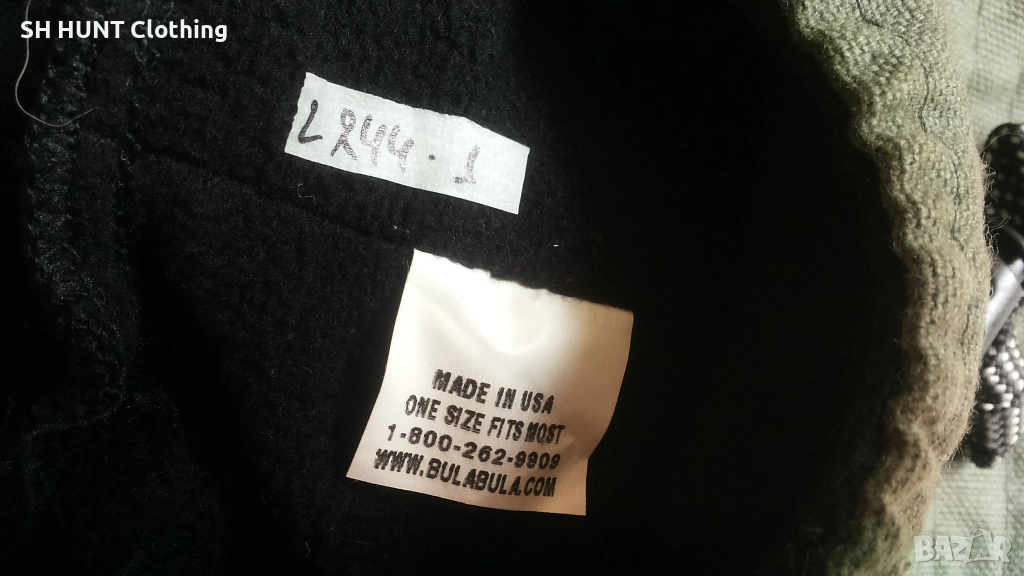 SH HUNT Clothing
L 244.1
MADE IN USA
ONE SIZE FITS MOST
1-800-262-9909
WWW.BULABULA.COM
BAZAR